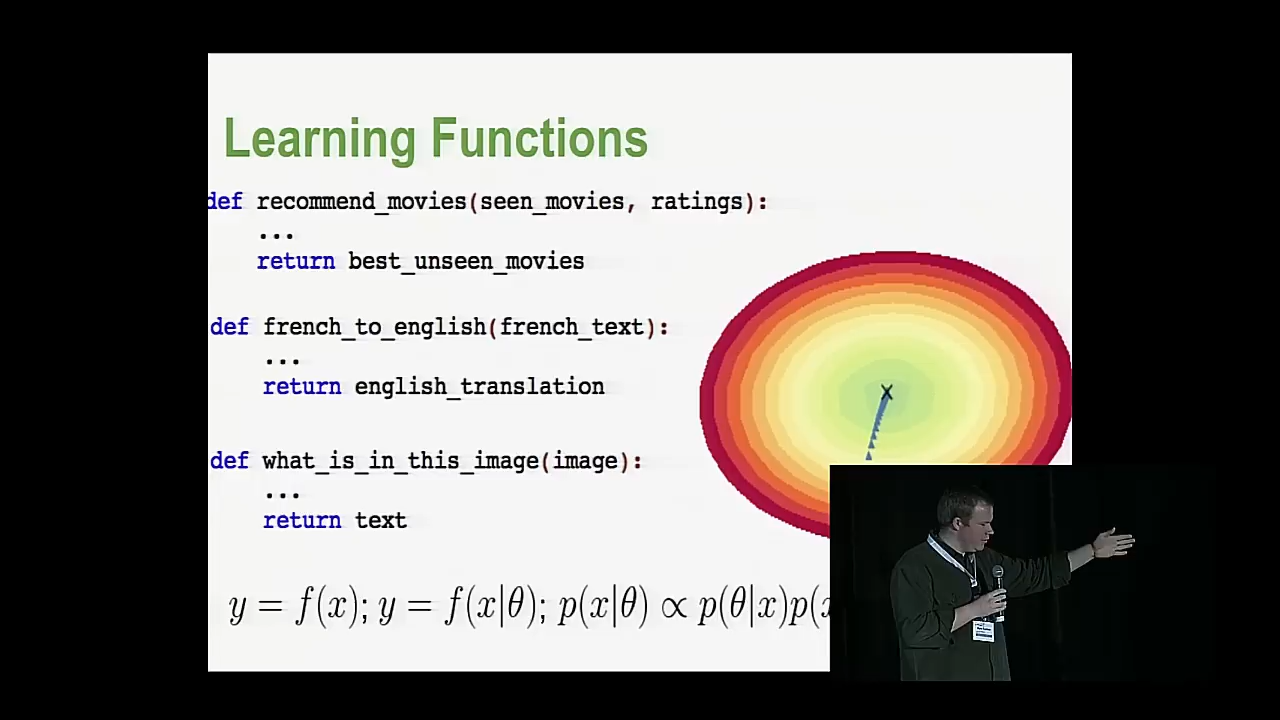 Learning Functions
def recommend_movies(seen_movies, ratings):
...
return best_unseen_movies
def french_to_english(french_text):
...
return english_translation
def what_is_in_this_image(image):
...
return text
y = f(x); y = f(x|θ); p(x|θ) ∝ p(θ|x)p(